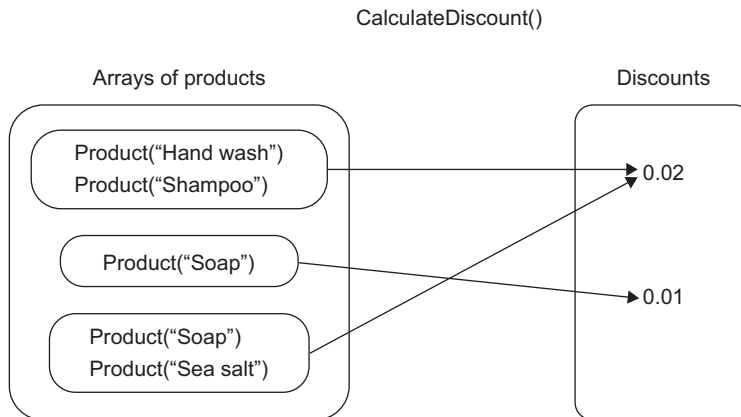 CalculateDiscount()
Arrays of products
Discounts
Product(“Hand wash”)
Product(“Shampoo”)
0.02
Product(“Soap”)
0.01
Product(“Soap”)
Product(“Sea salt”)